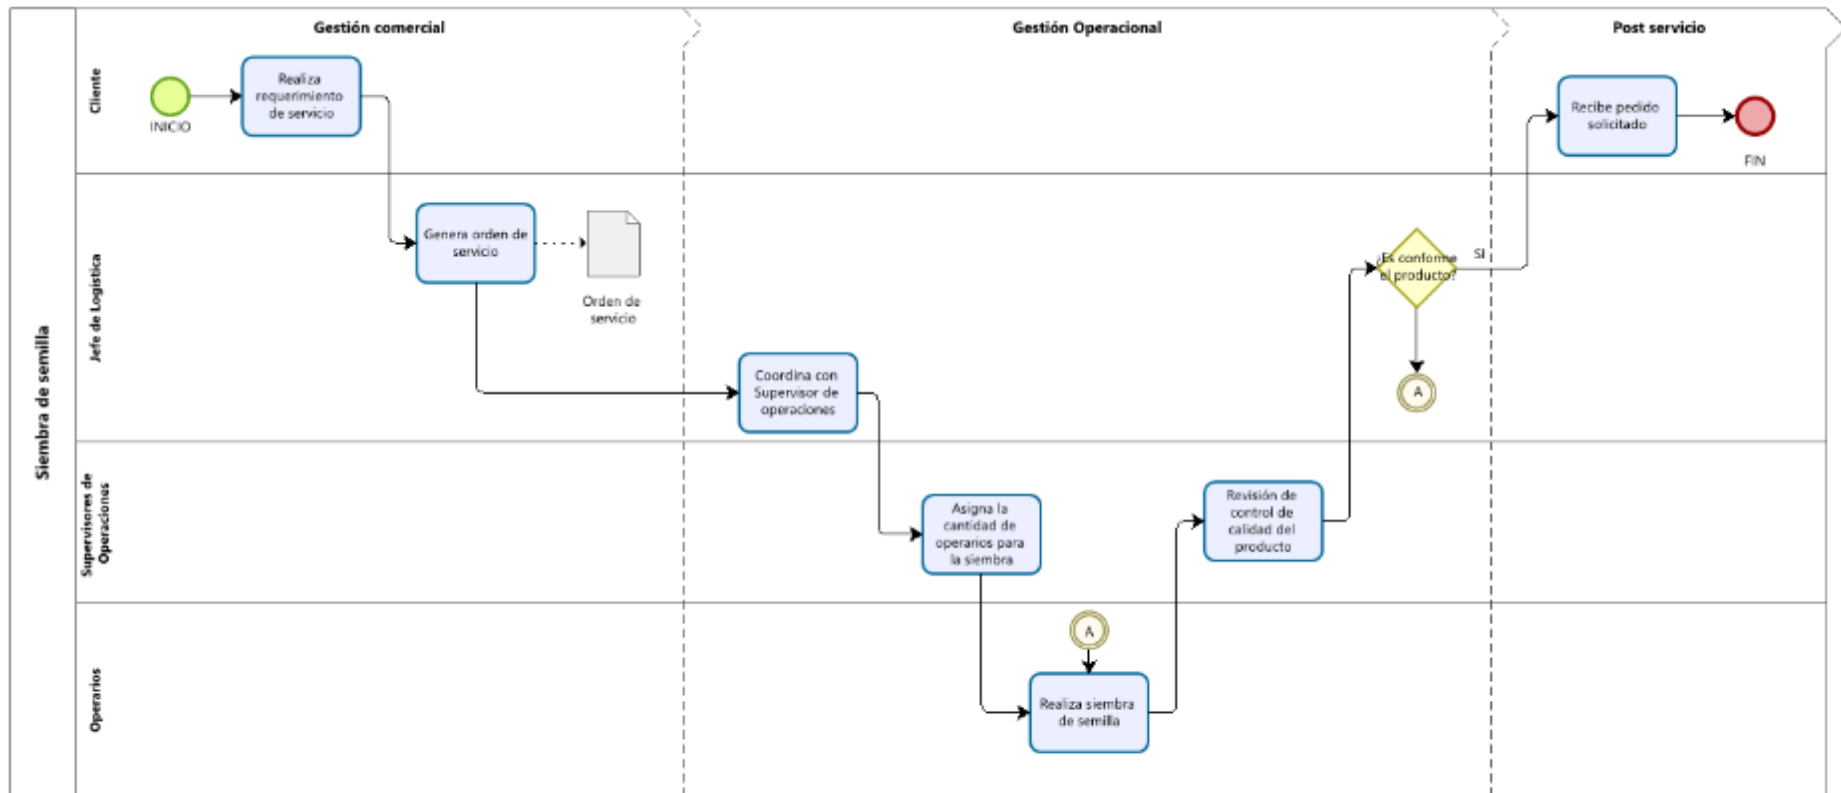 Siembra de semilla
Gestión comercial
Gestión Operacional
Post servicio
Cliente
INICIO
Realiza
requerimiento
de servicio
Recibe pedido
solicitado
FIN
Jefe de Logística
Genera orden de
servicio
Orden de
servicio
Coordina con
Supervisor de
operaciones
¿Es conforme
el producto?
SI
A
Supervisores de
Operaciones
Asigna la
cantidad de
operarios para
la siembra
Revisión de
control de
calidad del
producto
Operarios
A
Realiza siembra
de semilla